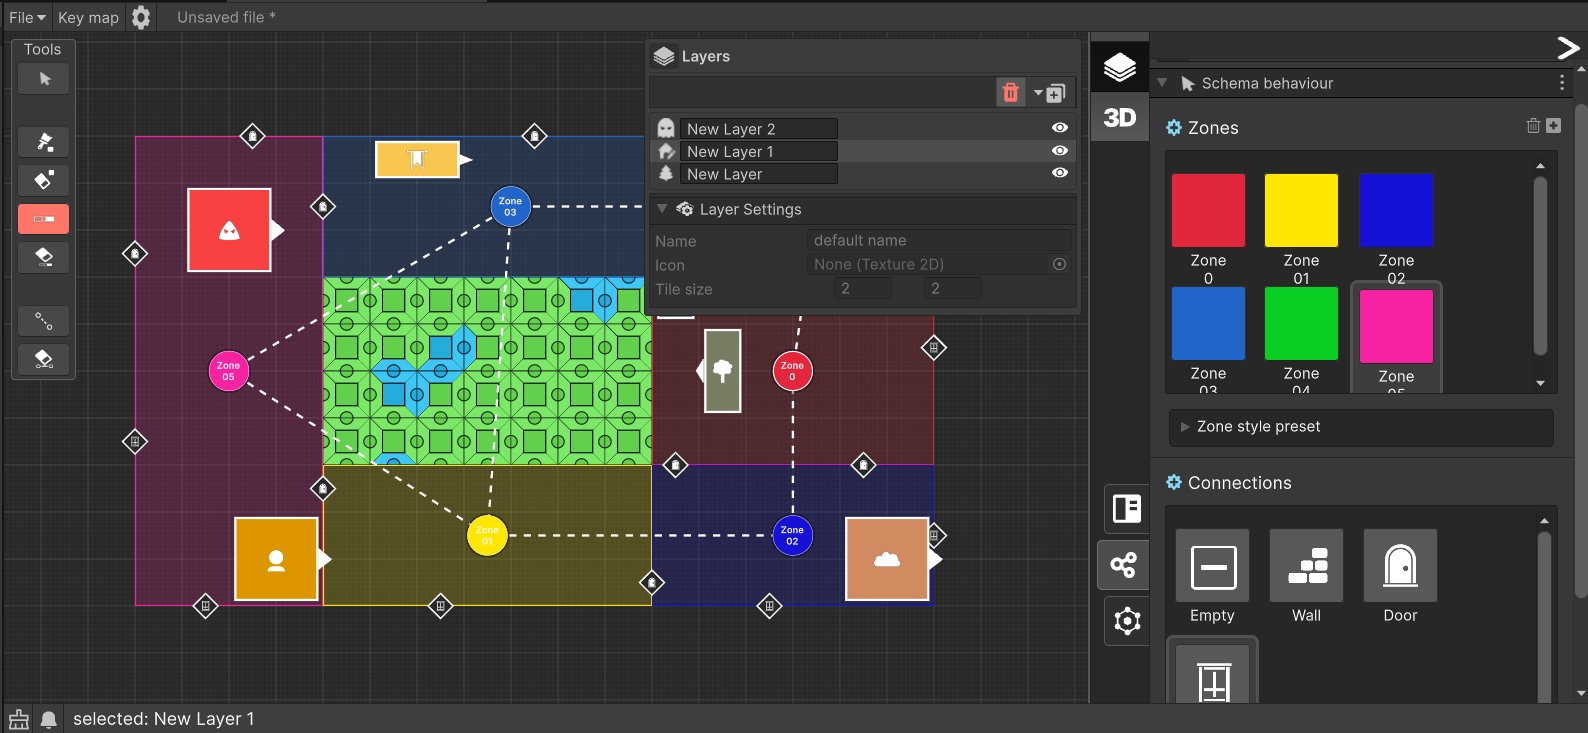 File
Key map
Unsaved file *
Tools
Layers
New Layer 2
New Layer 1
New Layer
Layer Settings
Name
default name
Icon
None (Texture 2D)
Tile size
2
2
Zone
03
Zone
05
Zone
0
Zone
01
Zone
02
3D
Schema behaviour
Zones
Zone
0
Zone
01
Zone
02
Zone
03
Zone
04
Zone
05
Zone style preset
Connections
Empty
Wall
Door
selected: New Layer 1